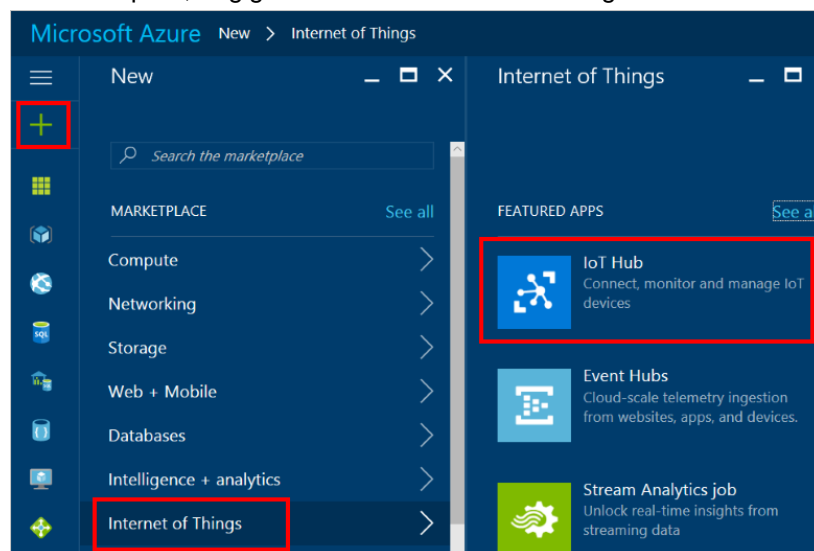 Microsoft Azure New > Internet of Things
New
Search the marketplace
MARKETPLACE See all
Compute
Networking
Storage
Web + Mobile
Databases
Intelligence + analytics
Internet of Things
Internet of Things
FEATURED APPS See a
IoT Hub
Connect, monitor and manage IoT
devices
Event Hubs
Cloud-scale telemetry ingestion
from websites, apps, and devices.
Stream Analytics job
Unlock real-time insights from
streaming data
SQL